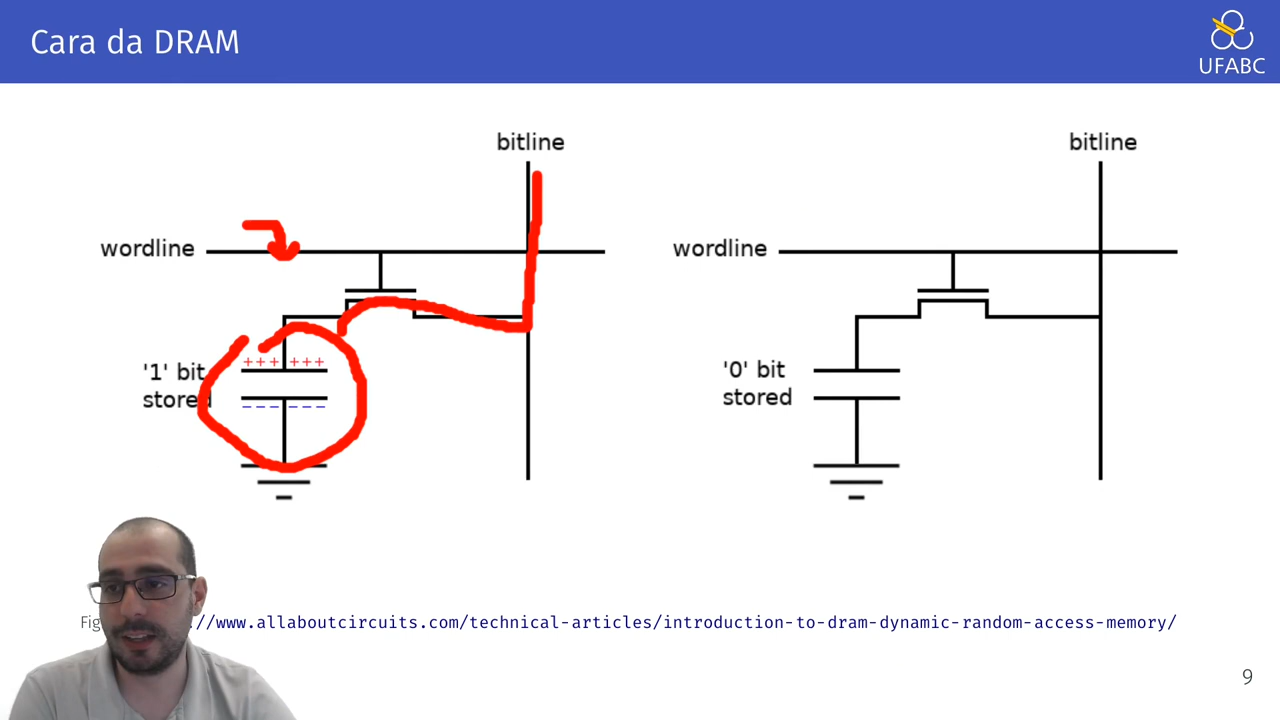 Cara da DRAM
UFABC
bitline
bitline
wordline
wordline
+++ +++
'1' bit
stored
'0' bit
stored
Fig //www.allaboutcircuits.com/technical-articles/introduction-to-dram-dynamic-random-access-memory/
9